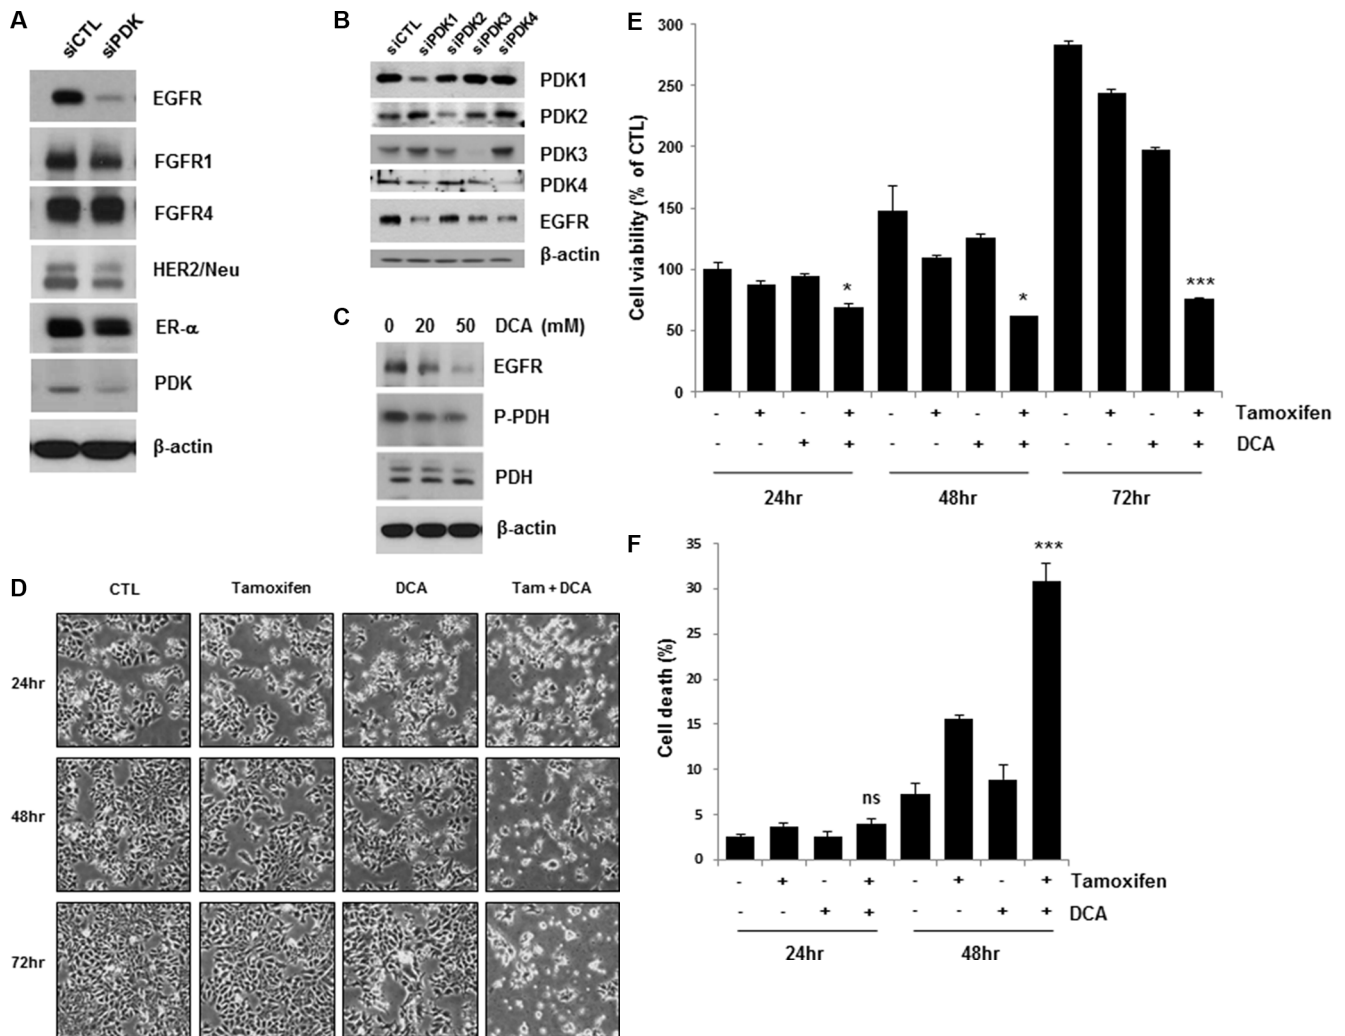 A
siCTL siPDK
EGFR
FGFR1
FGFR4
HER2/Neu
ER-α
PDK
β-actin
B
siCTL siPDK1 siPDK2 siPDK3 siPDK4
PDK1
PDK2
PDK3
PDK4
EGFR
β-actin
C
0 20 50 DCA (mM)
EGFR
P-PDH
PDH
β-actin
D
CTL Tamoxifen DCA Tam + DCA
24hr
48hr
72hr
E
Cell viability (% of CTL)
300
250
200
150
100
50
0
* * ***
- + - + - + - + - + - + Tamoxifen
- - + + - - + + - - + + DCA
24hr 48hr 72hr
F
Cell death (%)
35
30
25
20
15
10
5
0
ns ***
- + - + - + - + Tamoxifen
- - + + - - + + DCA
24hr 48hr